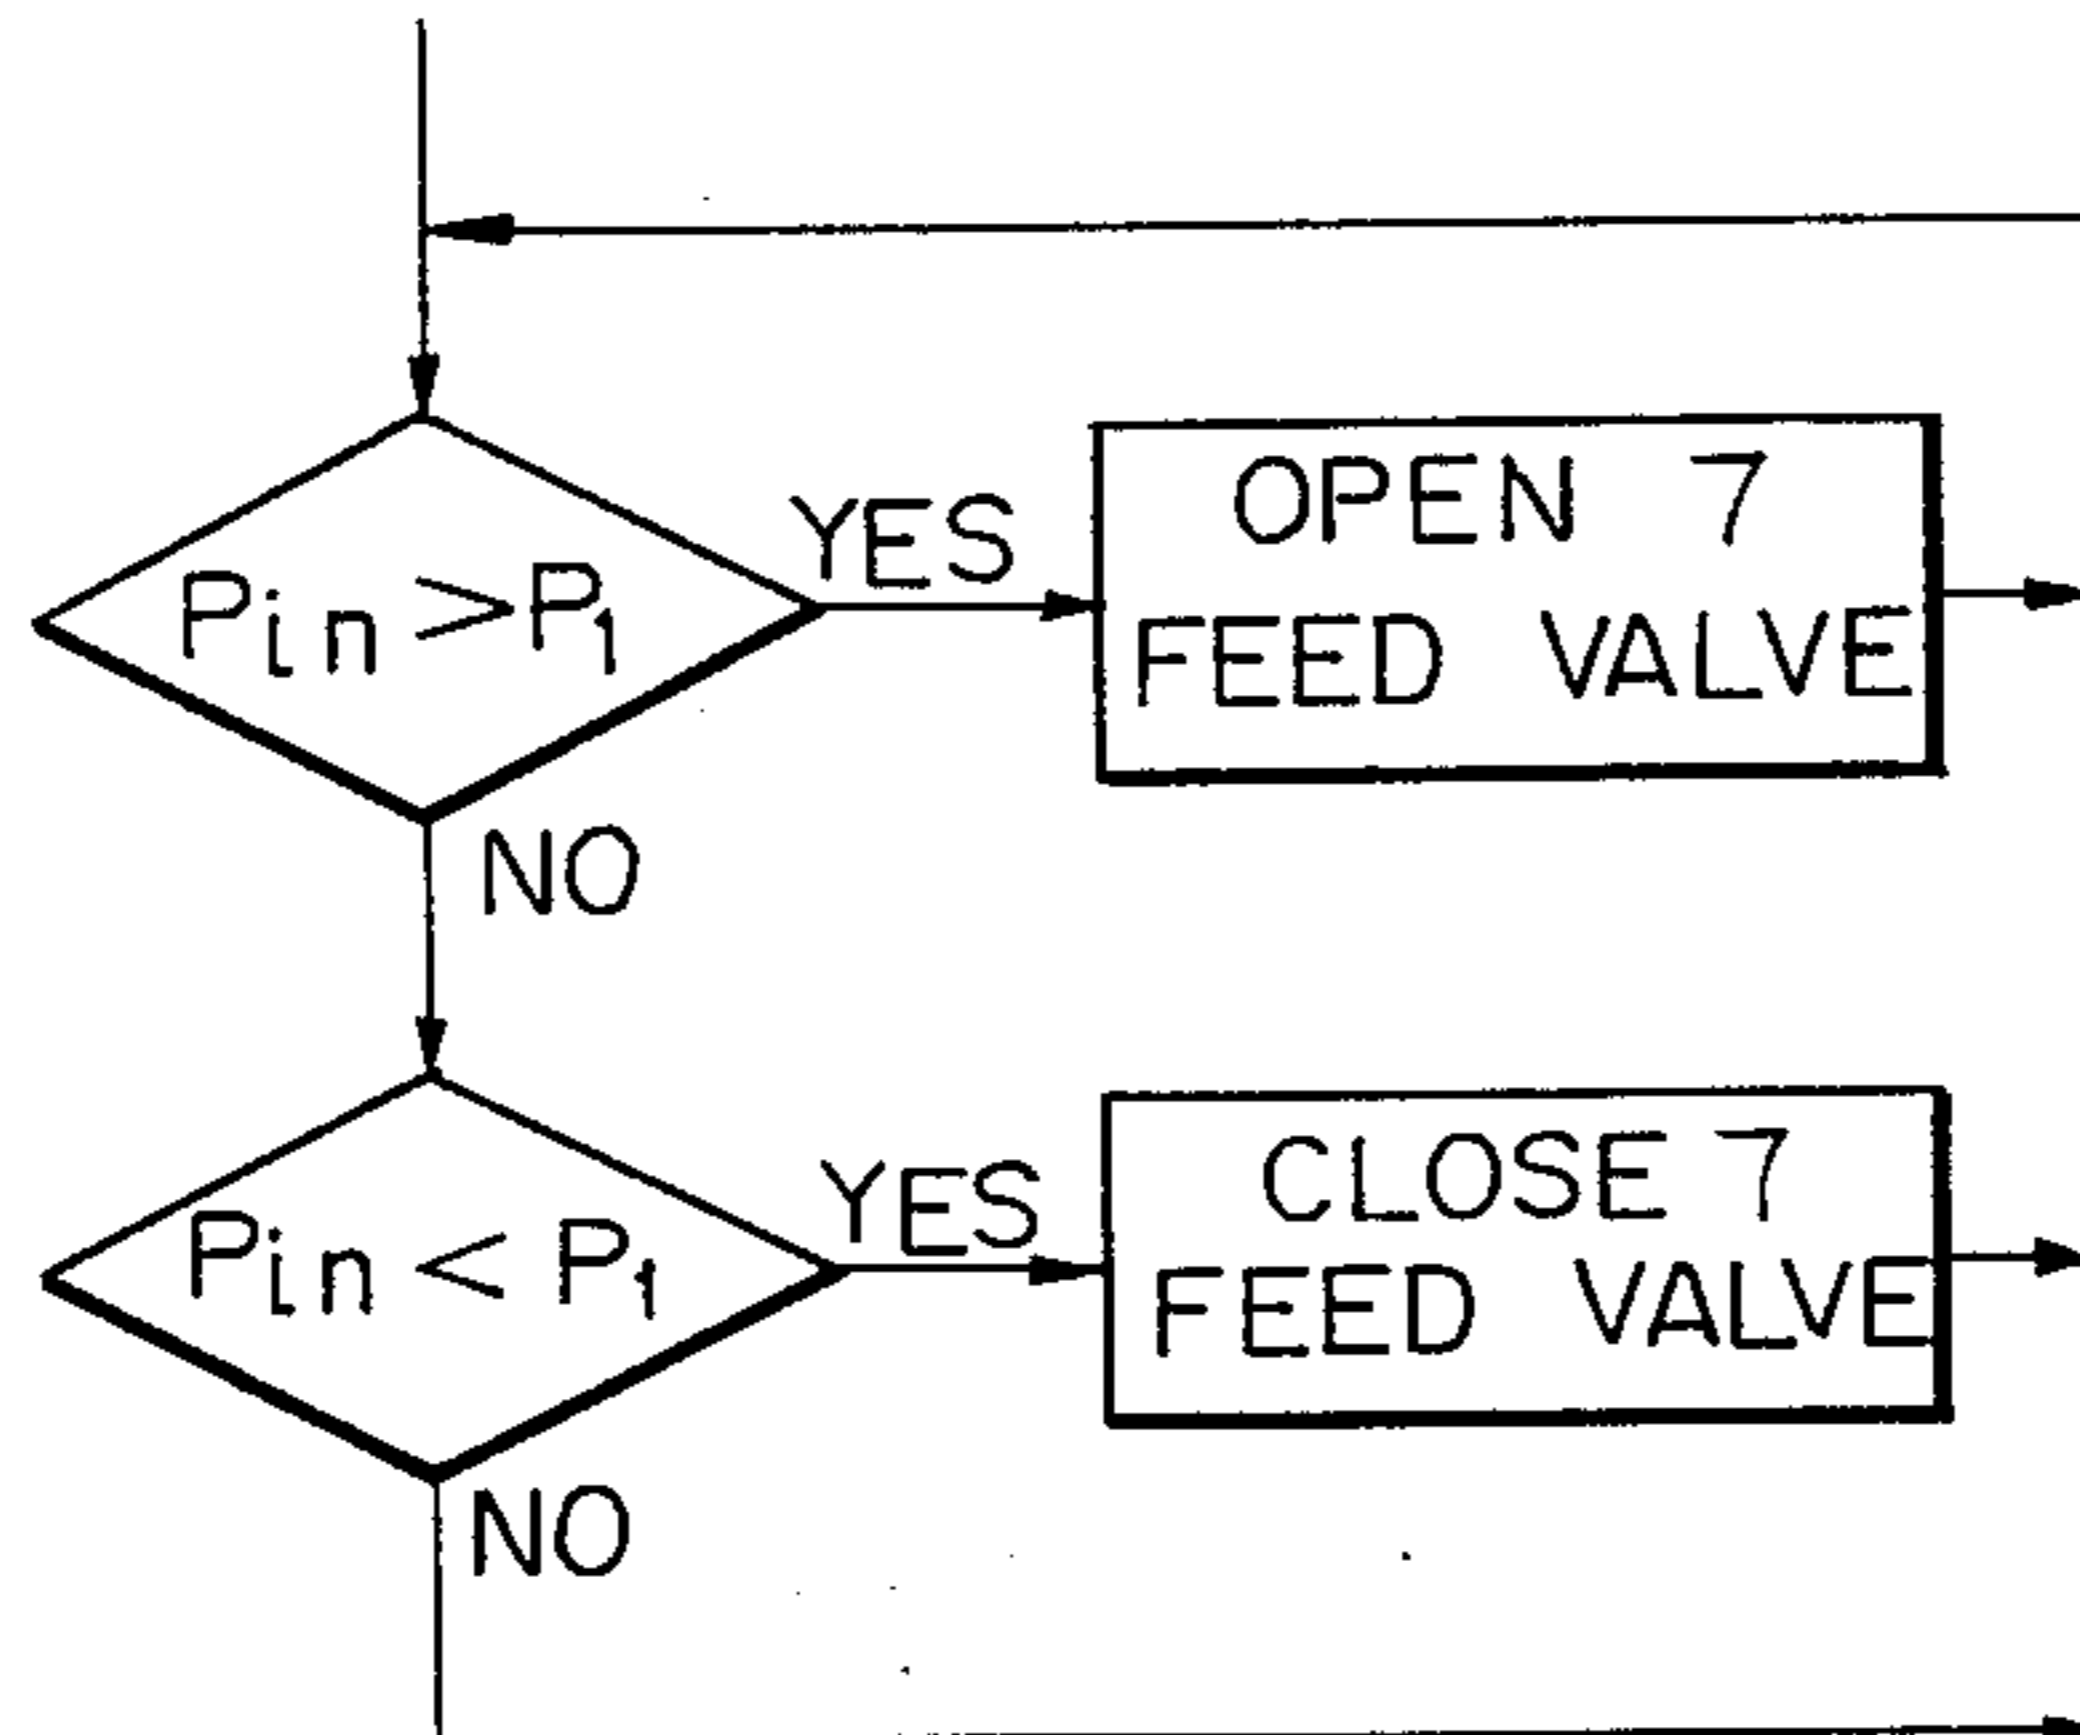 YES
OPEN 7
FEED VALVE
Pin > P1
NO
YES
CLOSE 7
FEED VALVE
Pin < P1
NO